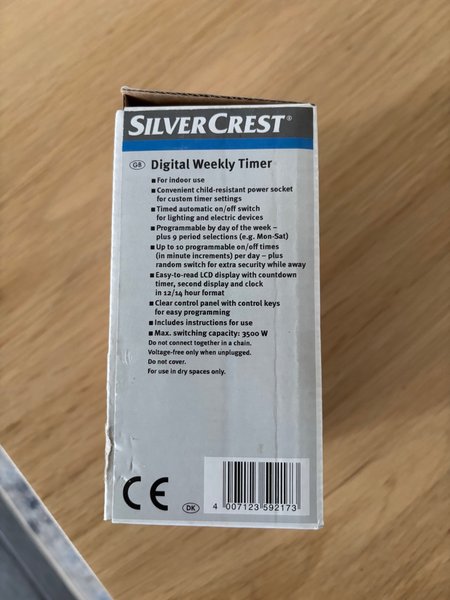 SILVERCREST®
GB Digital Weekly Timer
■ For indoor use
■ Convenient child-resistant power socket
for custom timer settings
■ Timed automatic on/off switch
for lighting and electric devices
■ Programmable by day of the week –
plus 9 period selections (e.g. Mon-Sat)
■ Up to 10 programmable on/off times
(in minute increments) per day – plus
random switch for extra security while away
■ Easy-to-read LCD display with countdown
timer, second display and clock
in 12/14 hour format
■ Clear control panel with control keys
for easy programming
■ Includes instructions for use
■ Max. switching capacity: 3500 W
Do not connect together in a chain.
Voltage-free only when unplugged.
Do not cover.
For use in dry spaces only.
CE
DK
4 007123 592173